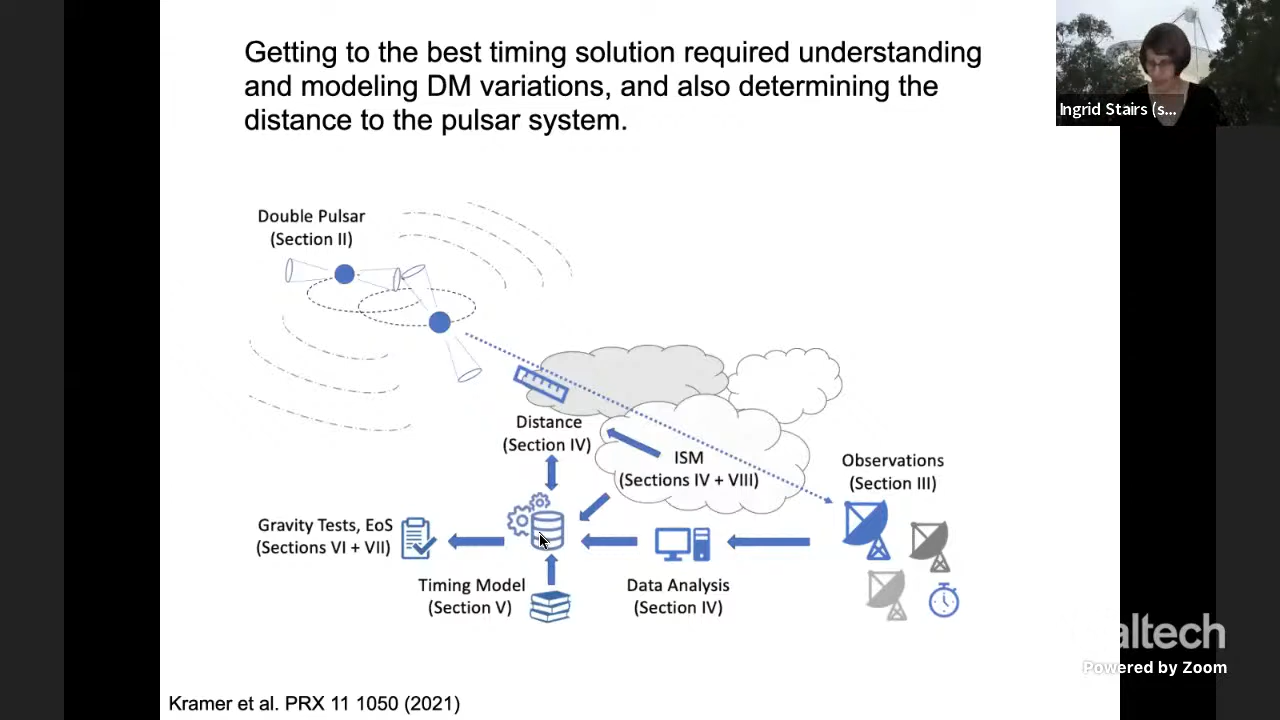 Getting to the best timing solution required understanding
and modeling DM variations, and also determining the
distance to the pulsar system.
Ingrid Stairs (s...
Double Pulsar
(Section II)
Distance
(Section IV)
ISM
(Sections IV + VIII)
Observations
(Section III)
Gravity Tests, EoS
(Sections VI + VII)
Timing Model
(Section V)
Data Analysis
(Section IV)
altech
Powered by Zoom
Kramer et al. PRX 11 1050 (2021)